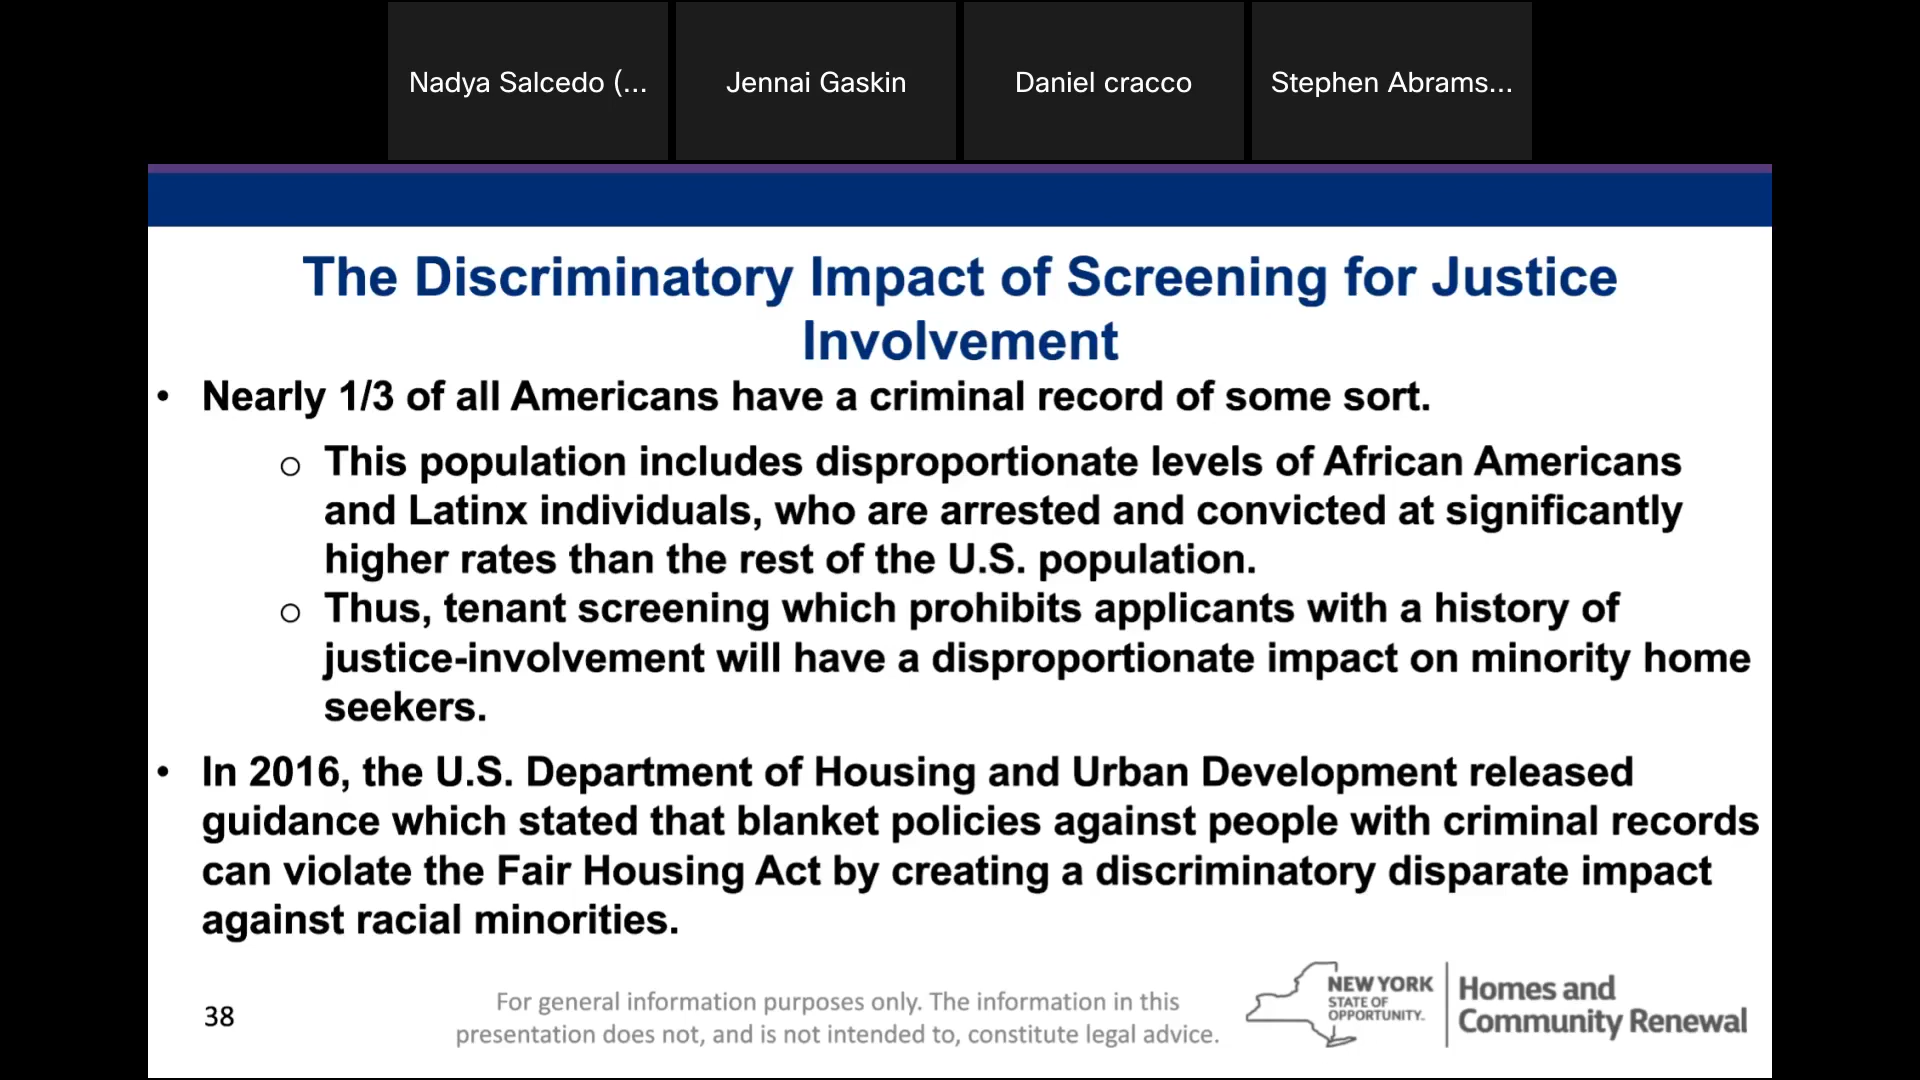 Nadya Salcedo (...
Jennai Gaskin
Daniel cracco
Stephen Abrams...
The Discriminatory Impact of Screening for Justice
Involvement
• Nearly 1/3 of all Americans have a criminal record of some sort.
o This population includes disproportionate levels of African Americans
and Latinx individuals, who are arrested and convicted at significantly
higher rates than the rest of the U.S. population.
o Thus, tenant screening which prohibits applicants with a history of
justice-involvement will have a disproportionate impact on minority home
seekers.
• In 2016, the U.S. Department of Housing and Urban Development released
guidance which stated that blanket policies against people with criminal records
can violate the Fair Housing Act by creating a discriminatory disparate impact
against racial minorities.
38
For general information purposes only. The information in this
presentation does not, and is not intended to, constitute legal advice.
NEW YORK
STATE OF
OPPORTUNITY.
Homes and
Community Renewal